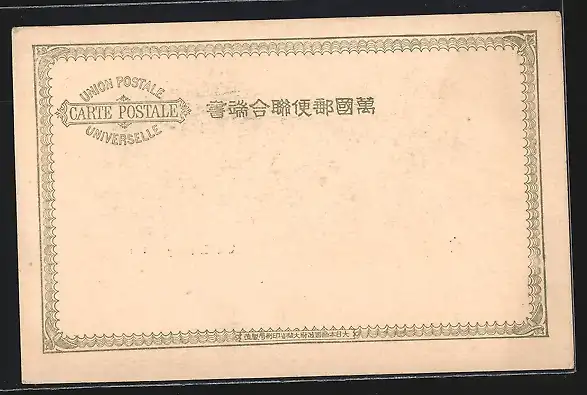 UNION POSTALE
CARTE POSTALE
UNIVERSELLE
萬國郵便聯合端書